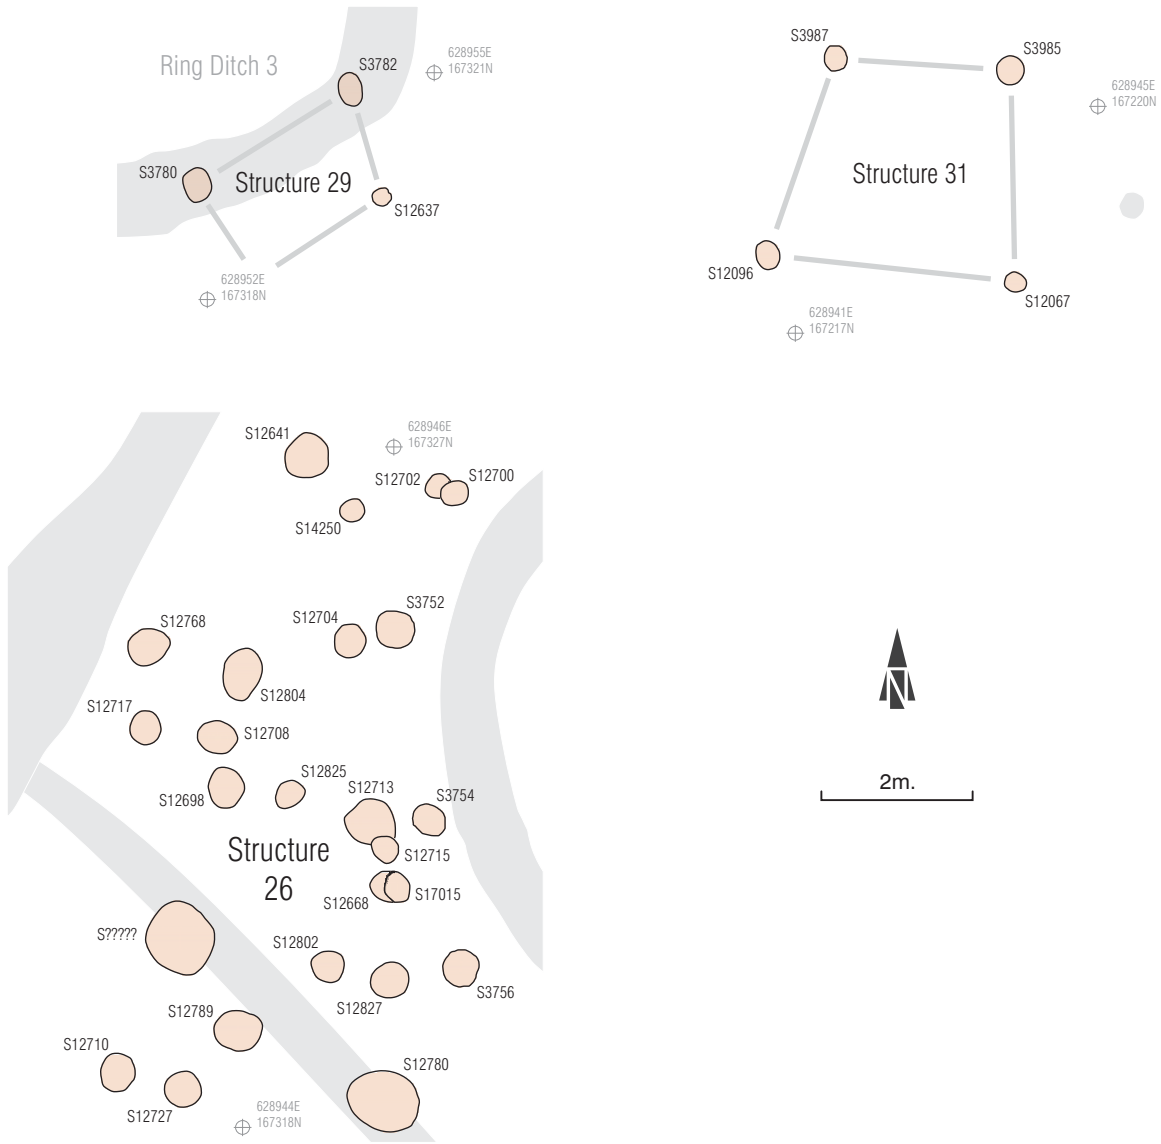 Ring Ditch 3
S3782
628955E
167321N
S3780
Structure 29
S12637
628952E
167318N
S3987
S3985
628945E
167220N
Structure 31
S12096
S12067
628941E
167217N
S12641
628946E
167327N
S12702
S12700
S14250
S12768
S12704
S3752
S12804
S12717
S12708
S12825
S12698
S12713
S3754
Structure
26
S12715
S12668
S17015
S?????
S12802
S12827
S3756
S12789
S12710
S12727
S12780
628944E
167318N
N
2m.